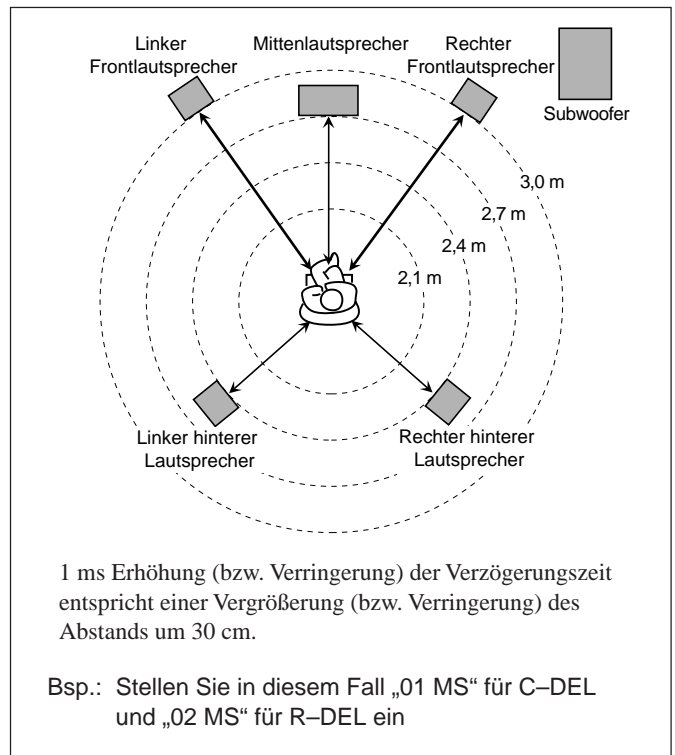 Linker
Frontlautsprecher
Mittenlautsprecher
Rechter
Frontlautsprecher
Subwoofer
3,0 m
2,7 m
2,4 m
2,1 m
Linker hinterer
Lautsprecher
Rechter hinterer
Lautsprecher
1 ms Erhöhung (bzw. Verringerung) der Verzögerungszeit
entspricht einer Vergrößerung (bzw. Verringerung) des
Abstands um 30 cm.
Bsp.: Stellen Sie in diesem Fall „01 MS“ für C–DEL
und „02 MS“ für R–DEL ein